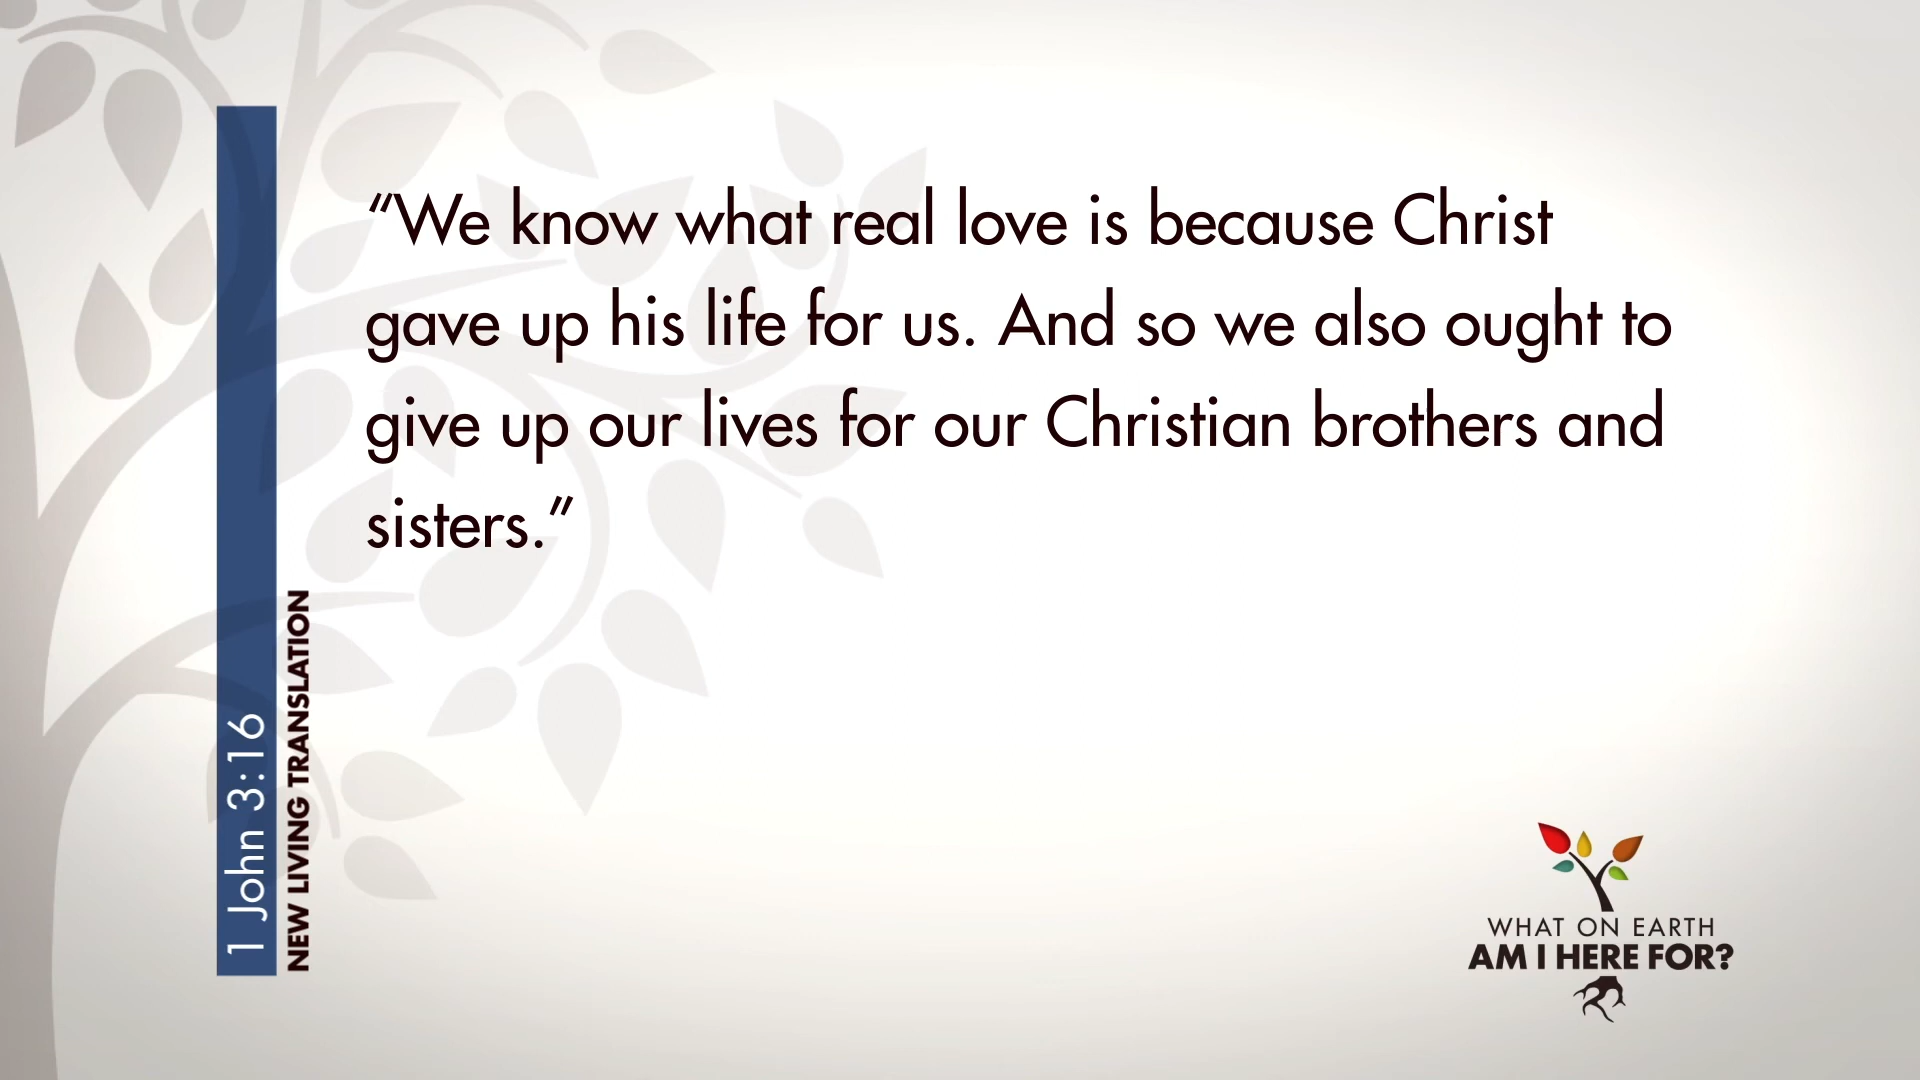 “We know what real love is because Christ
gave up his life for us. And so we also ought to
give up our lives for our Christian brothers and
sisters.”
1 John 3:16
NEW LIVING TRANSLATION
WHAT ON EARTH
AM I HERE FOR?